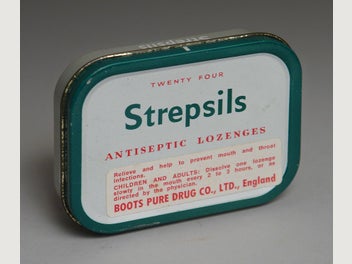 Strepsils
TWENTY FOUR
Strepsils
ANTISEPTIC LOZENGES
Relieve and help to prevent mouth and throat
infections.
CHILDREN AND ADULTS: Dissolve one lozenge
slowly in the mouth every 2 to 3 hours, or as
directed by the physician.
BOOTS PURE DRUG CO., LTD., England